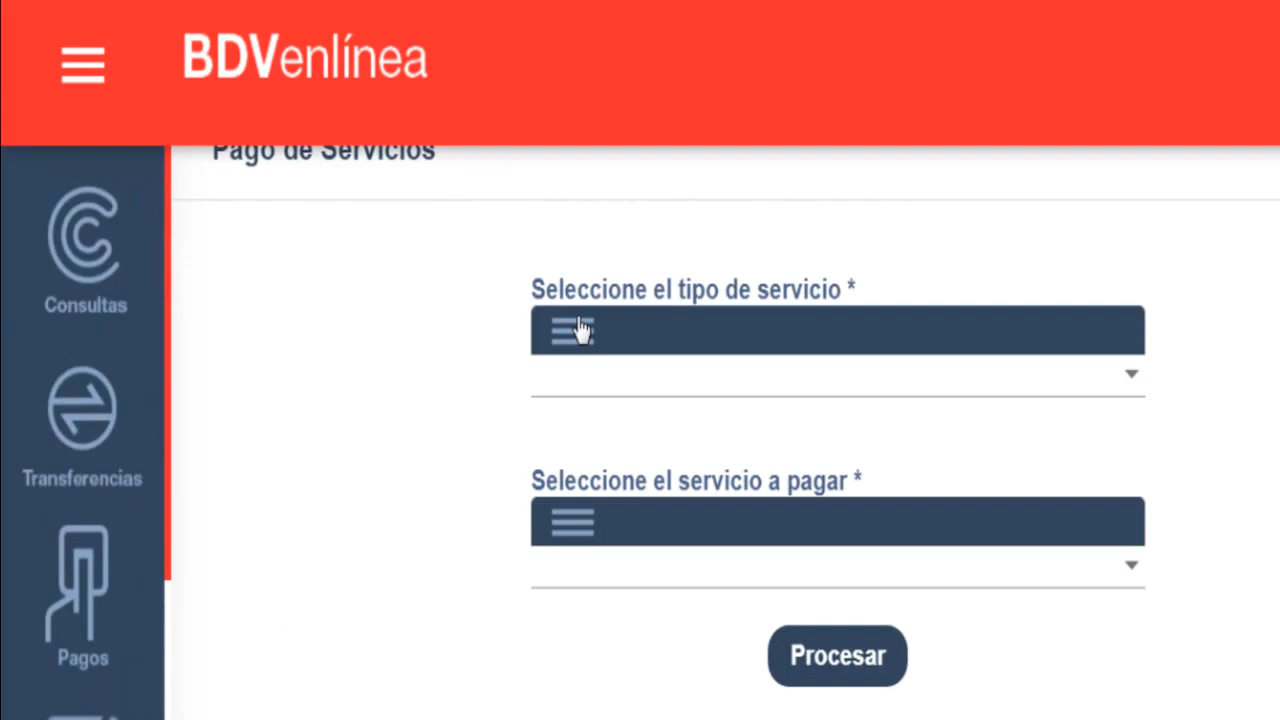 BDVenlínea
Pago de Servicios
Consultas
Transferencias
Pagos
Seleccione el tipo de servicio *
Seleccione el servicio a pagar *
Procesar